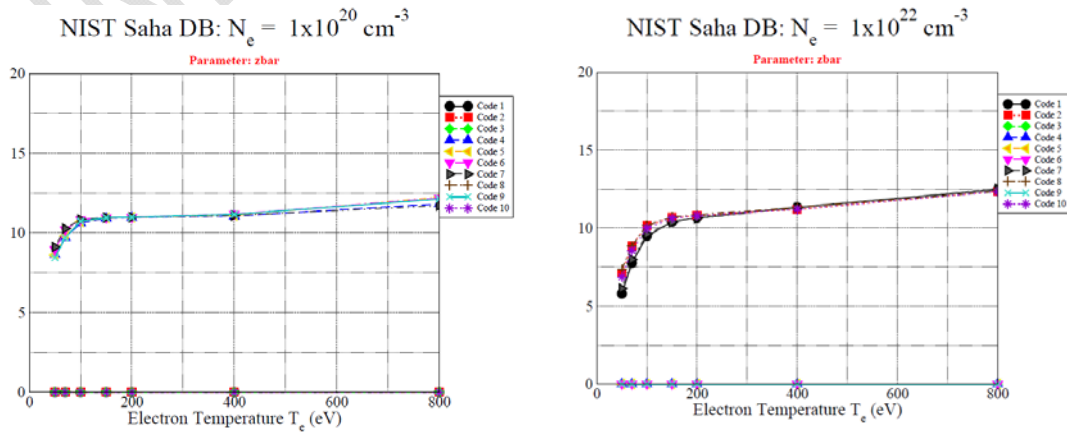 NIST Saha DB: N_e = 1x10^20 cm^-3
Parameter: zbar
20
15
10
5
0
0
200
400
600
800
Electron Temperature T_e (eV)
Code 1
Code 2
Code 3
Code 4
Code 5
Code 6
Code 7
Code 8
Code 9
Code 10
NIST Saha DB: N_e = 1x10^22 cm^-3
Parameter: zbar
20
15
10
5
0
0
200
400
600
800
Electron Temperature T_e (eV)
Code 1
Code 2
Code 3
Code 4
Code 5
Code 6
Code 7
Code 8
Code 9
Code 10